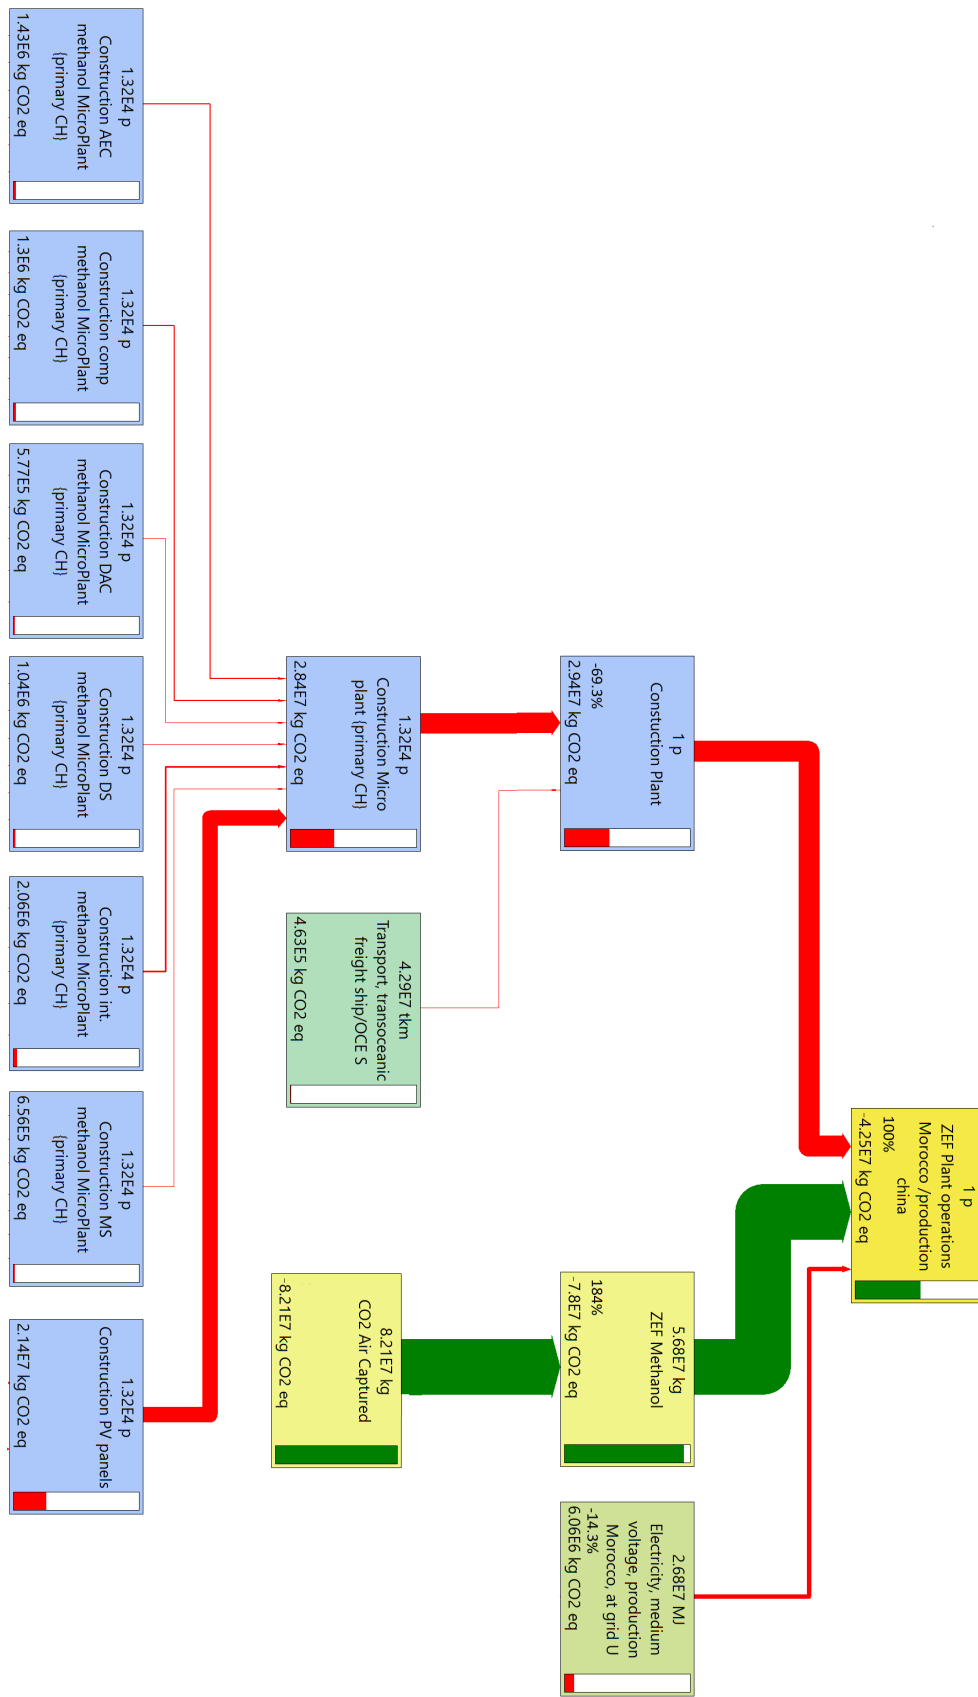 1 p
ZEF Plant operations
Morocco /production
china
100%
-4.25E7 kg CO2 eq
1 p
Constuction Plant
-69.3%
2.94E7 kg CO2 eq
5.68E7 kg
ZEF Methanol
184%
-7.8E7 kg CO2 eq
2.68E7 MJ
Electricity, medium
voltage, production
Morocco, at grid U
-14.3%
6.06E6 kg CO2 eq
1.32E4 p
Construction Micro
plant {primary CH}
2.84E7 kg CO2 eq
4.29E7 tkm
Transport, transoceanic
freight ship/OCE S
4.63E5 kg CO2 eq
8.21E7 kg
CO2 Air Captured
-8.21E7 kg CO2 eq
1.32E4 p
Construction AEC
methanol MicroPlant
{primary CH}
1.43E6 kg CO2 eq
1.32E4 p
Construction comp
methanol MicroPlant
{primary CH}
1.3E6 kg CO2 eq
1.32E4 p
Construction DAC
methanol MicroPlant
{primary CH}
5.77E5 kg CO2 eq
1.32E4 p
Construction DS
methanol MicroPlant
{primary CH}
1.04E6 kg CO2 eq
1.32E4 p
Construction int.
methanol MicroPlant
{primary CH}
2.06E6 kg CO2 eq
1.32E4 p
Construction MS
methanol MicroPlant
{primary CH}
6.56E5 kg CO2 eq
1.32E4 p
Construction PV panels
2.14E7 kg CO2 eq